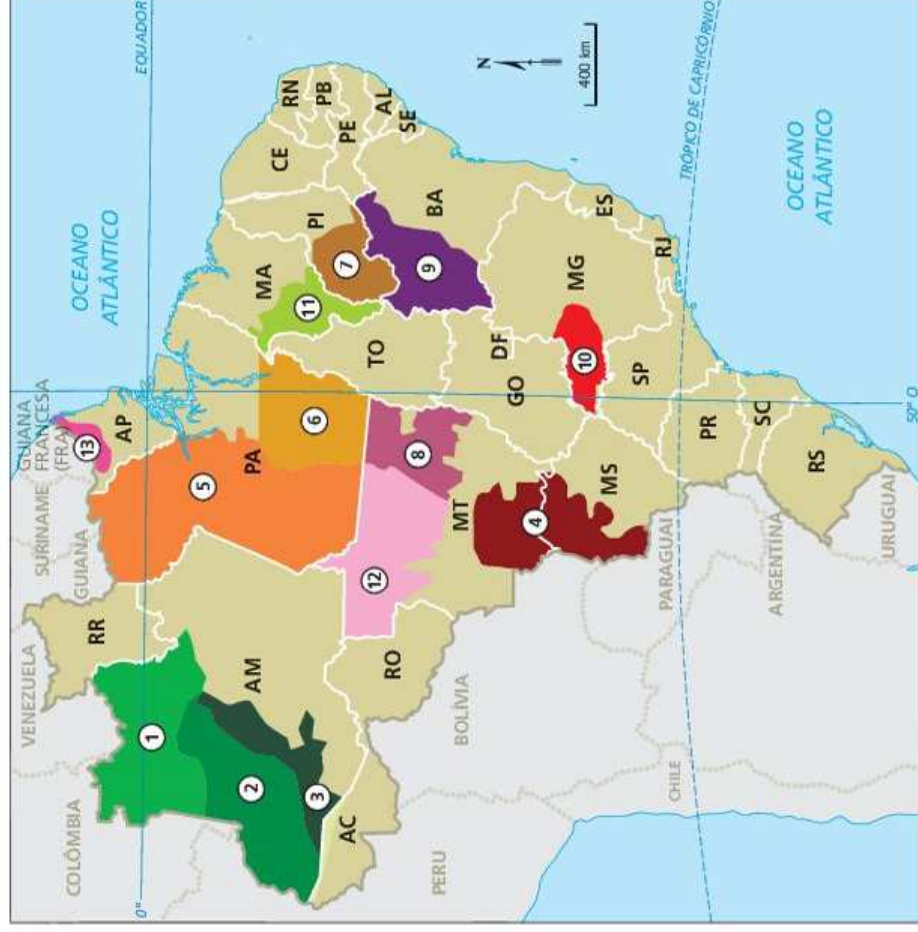 OCEANO
ATLÂNTICO
GUIANA
FRANCESA
(FRA)
SURINAME
GUIANA
VENEZUELA
COLÔMBIA
EQUADOR
0°
RR
AP
13
1
2
3
AM
5
PA
6
MA
11
CE
RN
PB
PE
AL
SE
PI
7
AC
RO
12
MT
8
TO
9
BA
PERU
BOLÍVIA
4
GO
DF
10
MG
ES
RJ
SP
MS
N
400 km
CHILE
PARAGUAI
PR
SC
RS
TRÓPICO DE CAPRICÓRNIO
ARGENTINA
URUGUAI
OCEANO
ATLÂNTICO
50° O